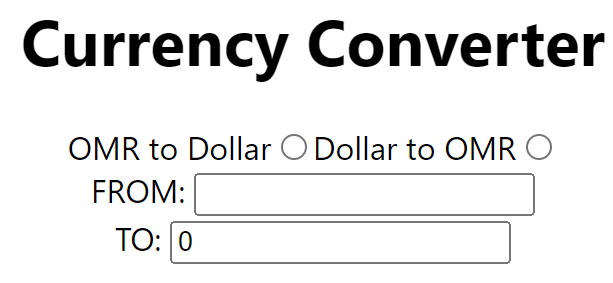 Currency Converter
OMR to Dollar Dollar to OMR
FROM:
TO: 0